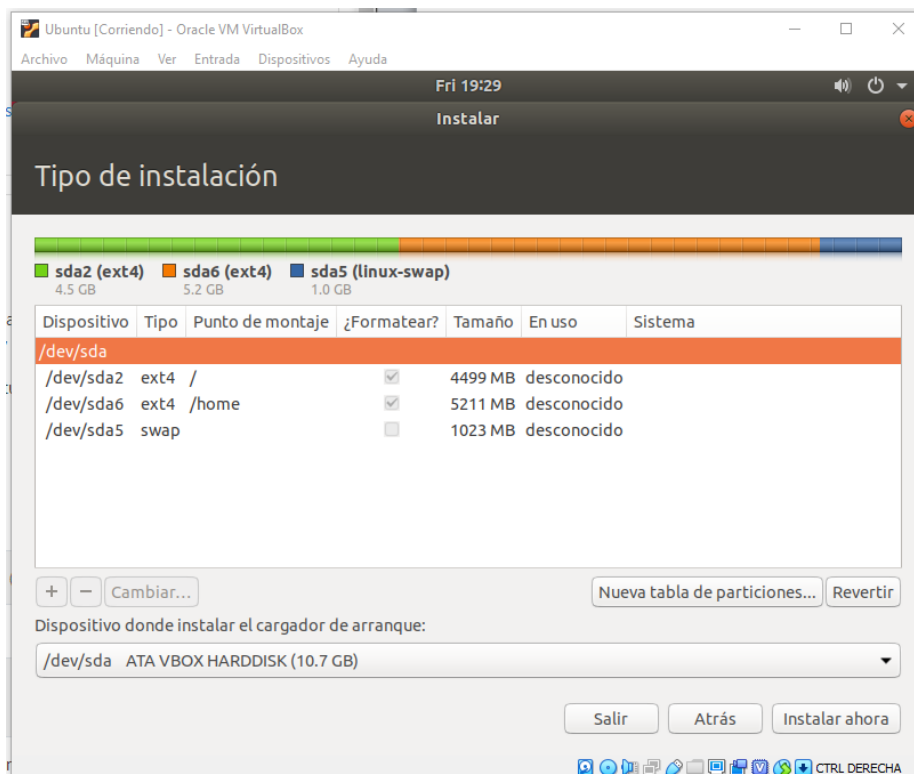 Ubuntu [Corriendo] - Oracle VM VirtualBox
Archivo Máquina Ver Entrada Dispositivos Ayuda
Fri 19:29
Instalar
Tipo de instalación
sda2 (ext4) sda6 (ext4) sda5 (linux-swap)
4.5 GB 5.2 GB 1.0 GB
Dispositivo Tipo Punto de montaje ¿Formatear? Tamaño En uso Sistema
/dev/sda
/dev/sda2 ext4 / 4499 MB desconocido
/dev/sda6 ext4 /home 5211 MB desconocido
/dev/sda5 swap 1023 MB desconocido
+ - Cambiar... Nueva tabla de particiones... Revertir
Dispositivo donde instalar el cargador de arranque:
/dev/sda ATA VBOX HARDDISK (10.7 GB)
Salir Atrás Instalar ahora
CTRL DERECHA